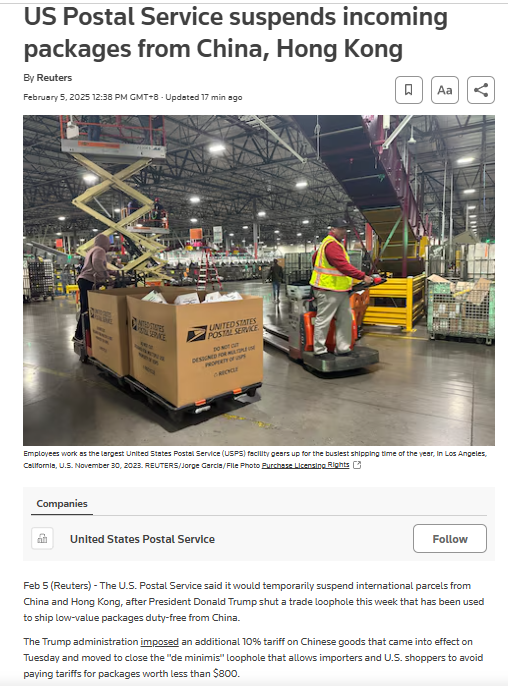 US Postal Service suspends incoming
packages from China, Hong Kong
By Reuters
February 5, 2025 12:38 PM GMT+8 · Updated 17 min ago
Aa
UNITED STATES
POSTAL SERVICE
DO NOT CUT
DESIGNED FOR MULTIPLE USE
PROPERTY OF USPS
RECYCLE
UNITED STATES
POSTAL SERVICE
Employees work as the largest United States Postal Service (USPS) facility gears up for the busiest shipping time of the year, in Los Angeles,
California, U.S. November 30, 2023. REUTERS/Jorge Garcia/File Photo Purchase Licensing Rights
Companies
United States Postal Service
Follow
Feb 5 (Reuters) - The U.S. Postal Service said it would temporarily suspend international parcels from
China and Hong Kong, after President Donald Trump shut a trade loophole this week that has been used
to ship low-value packages duty-free from China.
The Trump administration imposed an additional 10% tariff on Chinese goods that came into effect on
Tuesday and moved to close the "de minimis" loophole that allows importers and U.S. shoppers to avoid
paying tariffs for packages worth less than $800.